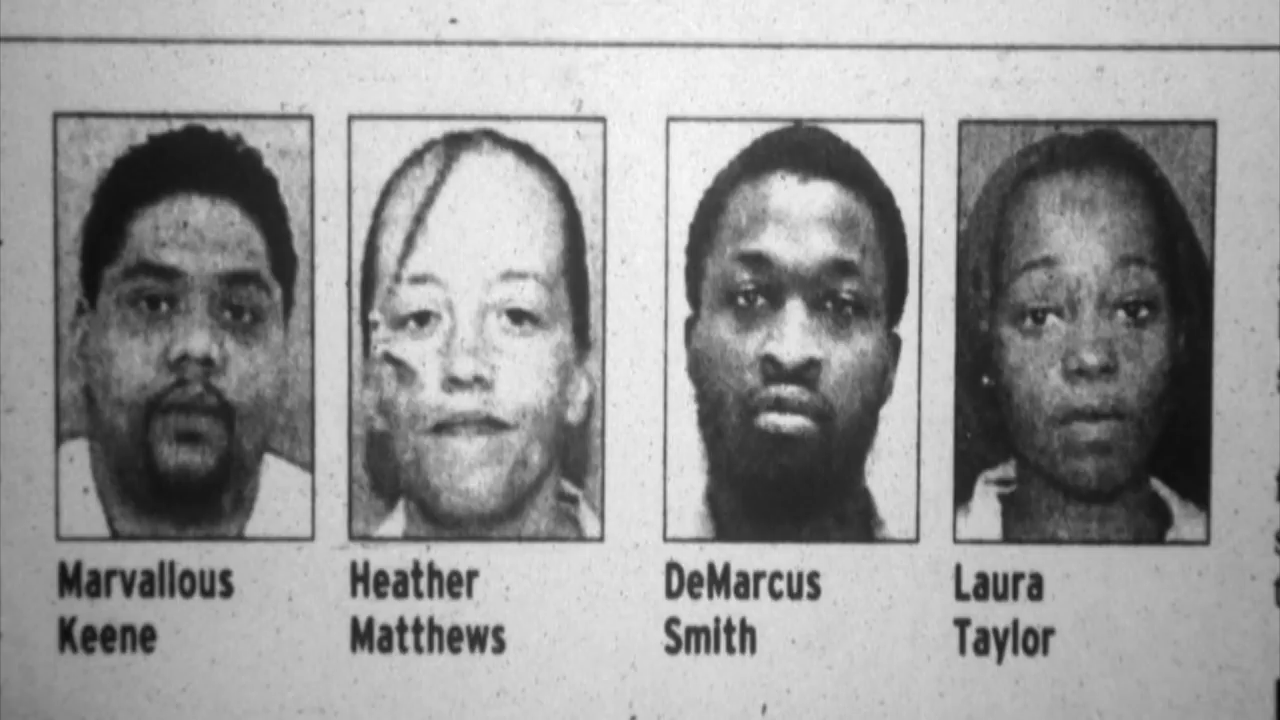 Marvallous
Keene
Heather
Matthews
DeMarcus
Smith
Laura
Taylor